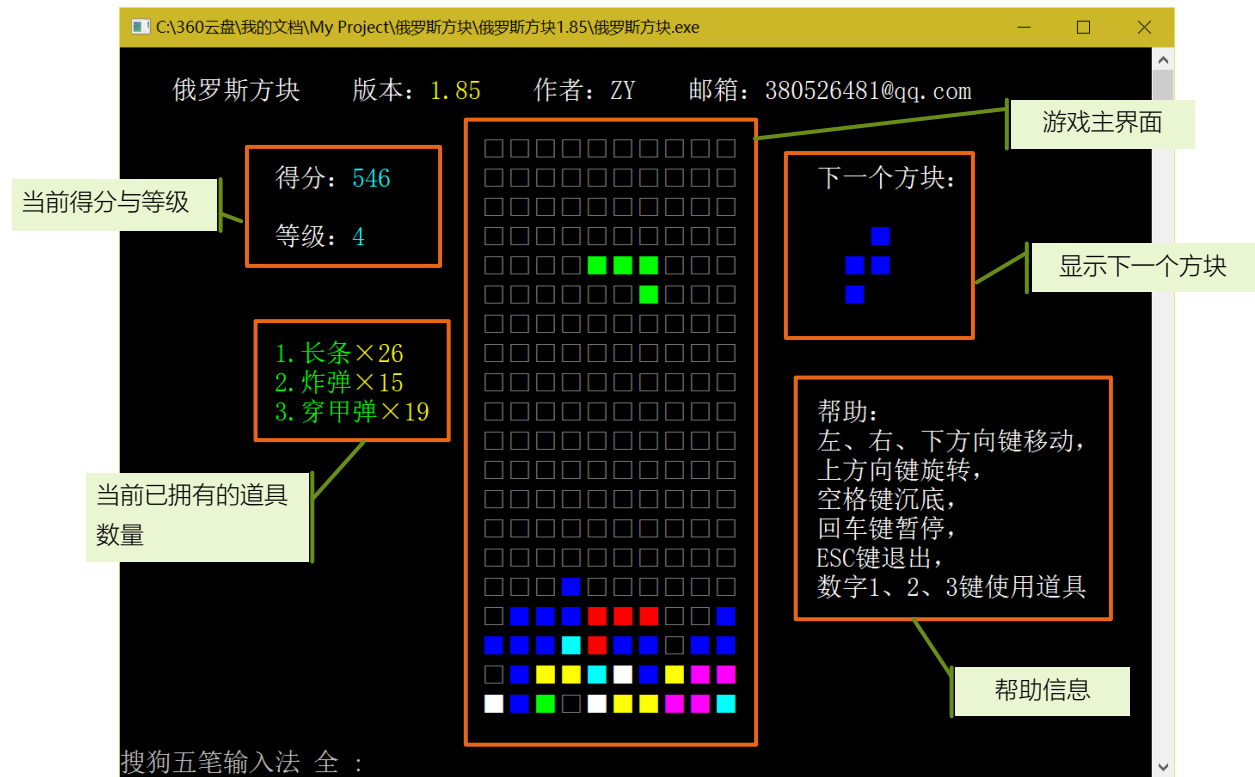 C:\360云盘\我的文档\My Project\俄罗斯方块\俄罗斯方块1.85\俄罗斯方块.exe
俄罗斯方块 版本：1.85 作者：ZY 邮箱：380526481@qq.com
游戏主界面
当前得分与等级
得分：546
等级：4
下一个方块：
显示下一个方块
1.长条×26
2.炸弹×15
3.穿甲弹×19
当前已拥有的道具
数量
帮助：
左、右、下方向键移动，
上方向键旋转，
空格键沉底，
回车键暂停，
ESC键退出，
数字1、2、3键使用道具
帮助信息
搜狗五笔输入法 全 :